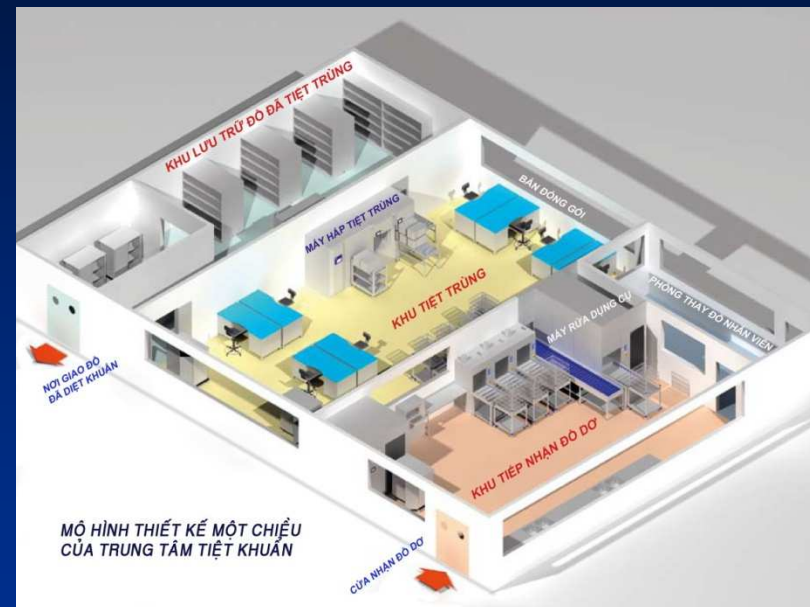 KHU LƯU TRỮ ĐỒ ĐÃ TIỆT TRÙNG
MÁY HẤP TIỆT TRÙNG
BÀN ĐÓNG GÓI
KHU TIỆT TRÙNG
MÁY RỬA DỤNG CỤ
PHÒNG THAY ĐỒ NHÂN VIÊN
NƠI GIAO ĐỒ
ĐÃ DIỆT KHUẨN
KHU TIẾP NHẬN ĐỒ DƠ
MÔ HÌNH THIẾT KẾ MỘT CHIỀU
CỦA TRUNG TÂM TIỆT KHUẨN
CỬA NHẬN ĐỒ DƠ